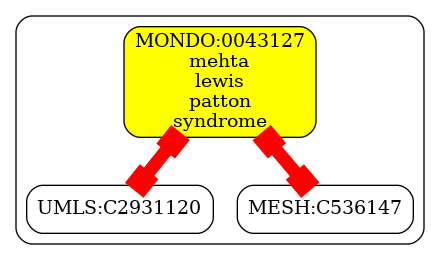 MONDO:0043127
mehta
lewis
patton
syndrome
UMLS:C2931120
MESH:C536147